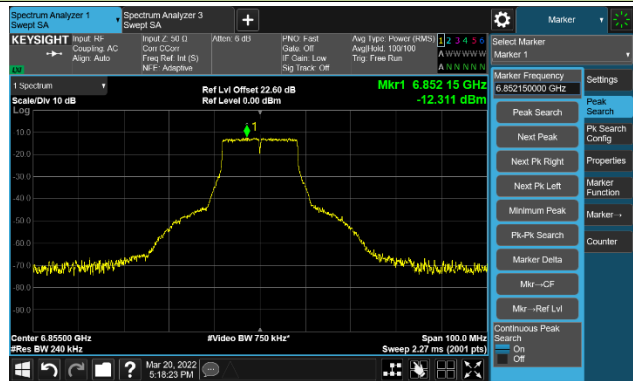 Spectrum Analyzer 1
Swept SA
Spectrum Analyzer 3
Swept SA
Marker
KEYSIGHT
Input: RF
Coupling: AC
Align: Auto
Input Z: 50 Ω
Corr CCorr
Freq Ref: Int (S)
NFE: Adaptive
Atten: 6 dB
PNO: Fast
Gate: Off
IF Gain: Low
Sig Track: Off
Avg Type: Power (RMS)
Avg|Hold: 100/100
Trig: Free Run
1 2 3 4 5 6
A W W W W W
A N N N N N
Select Marker
Marker 1
1 Spectrum
Scale/Div 10 dB
Ref Lvl Offset 22.60 dB
Ref Level 0.00 dBm
Mkr1 6.852 15 GHz
-12.311 dBm
Log
1
-10.0
-20.0
-30.0
-40.0
-50.0
-60.0
-70.0
-80.0
-90.0
Center 6.85500 GHz
#Res BW 240 kHz
#Video BW 750 kHz*
Span 100.0 MHz
Sweep 2.27 ms (2001 pts)
Marker Frequency
6.852150000 GHz
Peak Search
Next Peak
Next Pk Right
Next Pk Left
Minimum Peak
Pk-Pk Search
Marker Delta
Mkr→CF
Mkr→Ref Lvl
Continuous Peak
Search
On
Off
Settings
Peak
Search
Pk Search
Config
Properties
Marker
Function
Marker→
Counter
?
Mar 20, 2022
5:18:23 PM